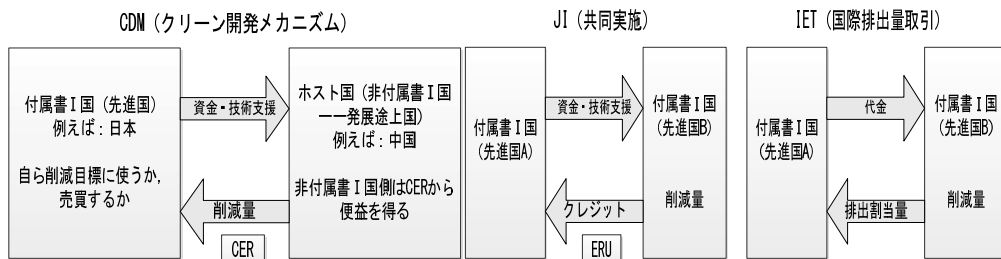 CDM（クリーン開発メカニズム）
付属書Ⅰ国（先進国）
例えば：日本
自ら削減目標に使うか,
売買するか
資金・技術支援
削減量
CER
ホスト国（非付属書Ⅰ国
――発展途上国）
例えば：中国
非付属書Ⅰ国側はCERから
便益を得る
JI（共同実施）
付属書Ⅰ国
(先進国A)
資金・技術支援
クレジット
ERU
付属書Ⅰ国
(先進国B)
削減量
IET（国際排出量取引）
付属書Ⅰ国
(先進国A)
代金
排出割当量
付属書Ⅰ国
(先進国B)
削減量